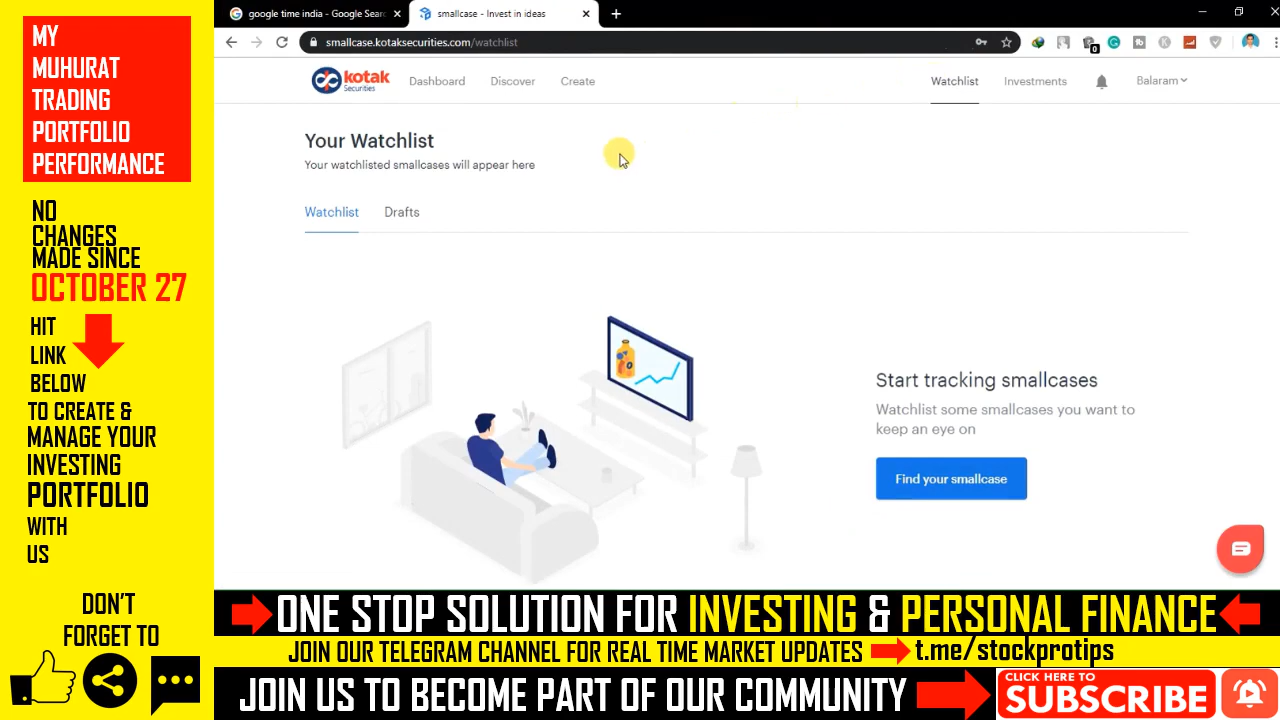 MY
MUHURAT
TRADING
PORTFOLIO
PERFORMANCE
NO
CHANGES
MADE SINCE
OCTOBER 27
HIT
LINK
BELOW
TO CREATE &
MANAGE YOUR
INVESTING
PORTFOLIO
WITH
US
DON'T
FORGET TO
google time india - Google Sear
smallcase - Invest in ideas
smallcase.kotaksecurities.com/watchlist
0
kotak
Securities
Dashboard
Discover
Create
Watchlist
Investments
Balaram
Your Watchlist
Your watchlisted smallcases will appear here
Watchlist
Drafts
Start tracking smallcases
Watchlist some smallcases you want to
keep an eye on
Find your smallcase
ONE STOP SOLUTION FOR INVESTING & PERSONAL FINANCE
JOIN OUR TELEGRAM CHANNEL FOR REAL TIME MARKET UPDATES t.me/stockprotips
JOIN US TO BECOME PART OF OUR COMMUNITY
CLICK HERE TO
SUBSCRIBE